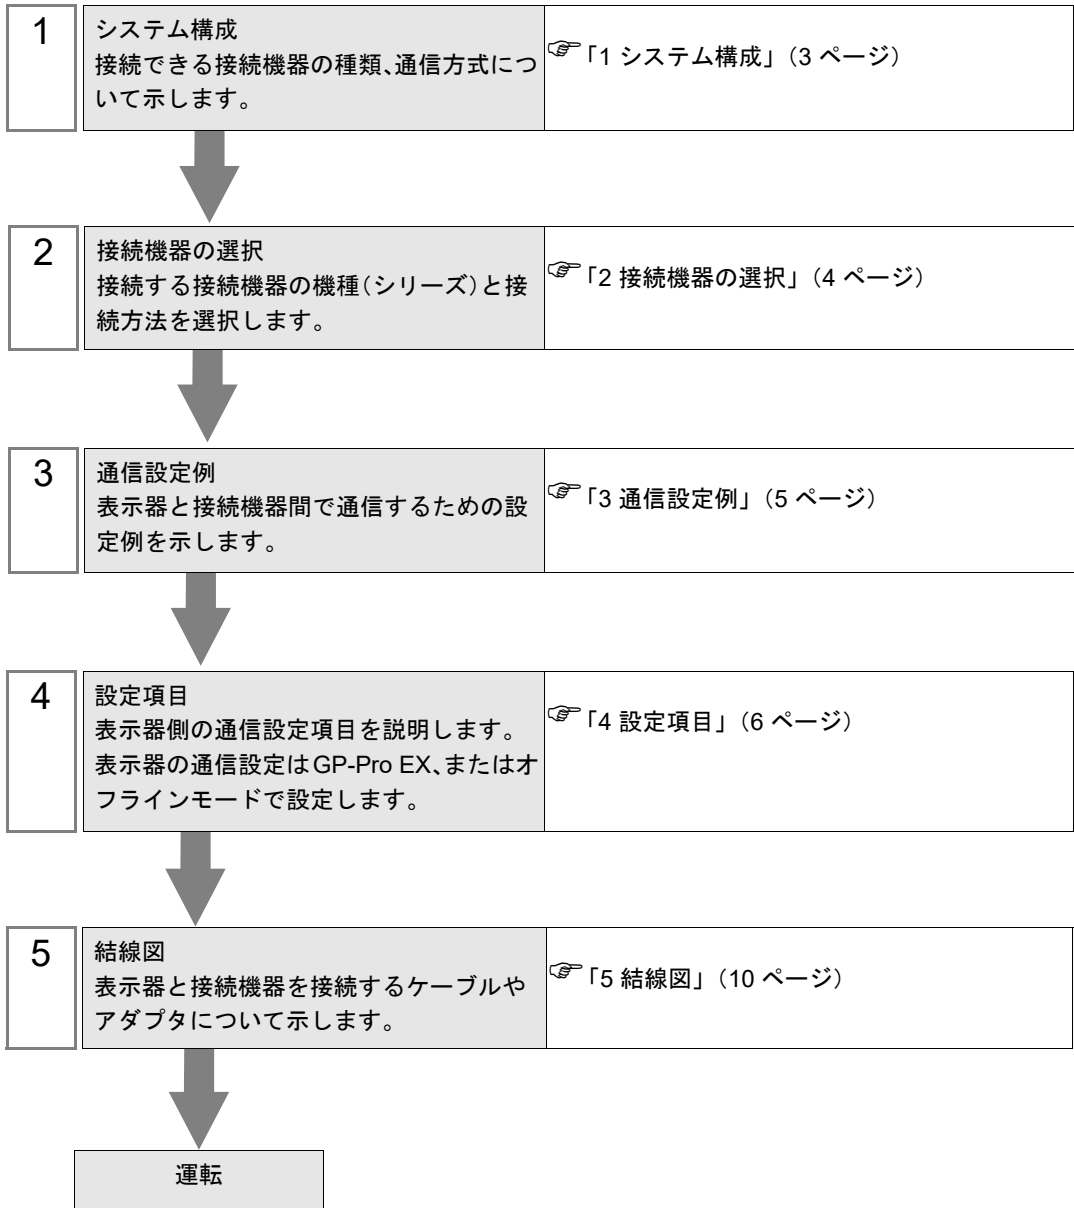 1
システム構成
接続できる接続機器の種類、通信方式につ
いて示します。
☞「1 システム構成」（3 ページ）
2
接続機器の選択
接続する接続機器の機種（シリーズ）と接
続方法を選択します。
☞「2 接続機器の選択」（4 ページ）
3
通信設定例
表示器と接続機器間で通信するための設
定例を示します。
☞「3 通信設定例」（5 ページ）
4
設定項目
表示器側の通信設定項目を説明します。
表示器の通信設定はGP-Pro EX、またはオ
フラインモードで設定します。
☞「4 設定項目」（6 ページ）
5
結線図
表示器と接続機器を接続するケーブルや
アダプタについて示します。
☞「5 結線図」（10 ページ）
運転